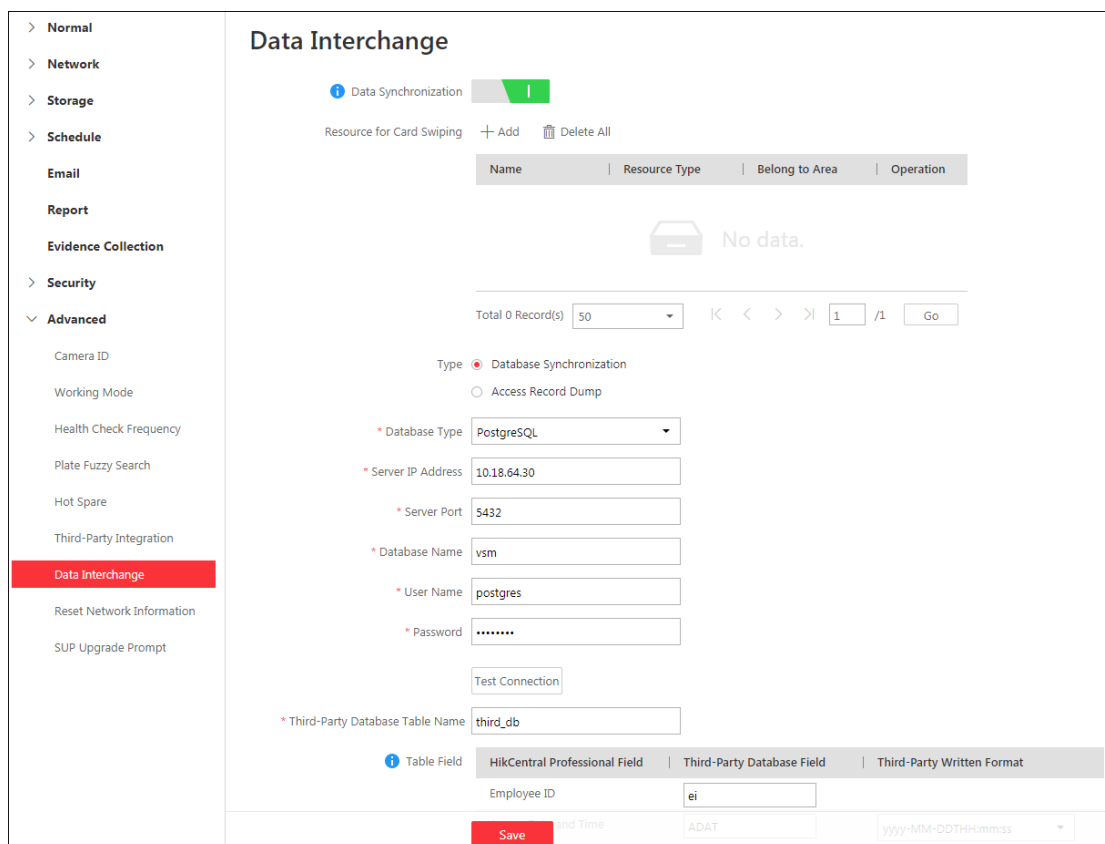 Normal
Network
Storage
Schedule
Email
Report
Evidence Collection
Security
Advanced
Camera ID
Working Mode
Health Check Frequency
Plate Fuzzy Search
Hot Spare
Third-Party Integration
Data Interchange
Reset Network Information
SUP Upgrade Prompt
Data Interchange
Data Synchronization
Resource for Card Swiping + Add Delete All
Name | Resource Type | Belong to Area | Operation
No data.
Total 0 Record(s) 50 1 /1 Go
Type Database Synchronization
Access Record Dump
* Database Type PostgreSQL
* Server IP Address 10.18.64.30
* Server Port 5432
* Database Name vsm
* User Name postgres
* Password ••••••••
Test Connection
* Third-Party Database Table Name third_db
Table Field HikCentral Professional Field | Third-Party Database Field | Third-Party Written Format
Employee ID ei
Save and Time ADAT yyyy-MM-DDTHH:mm:ss